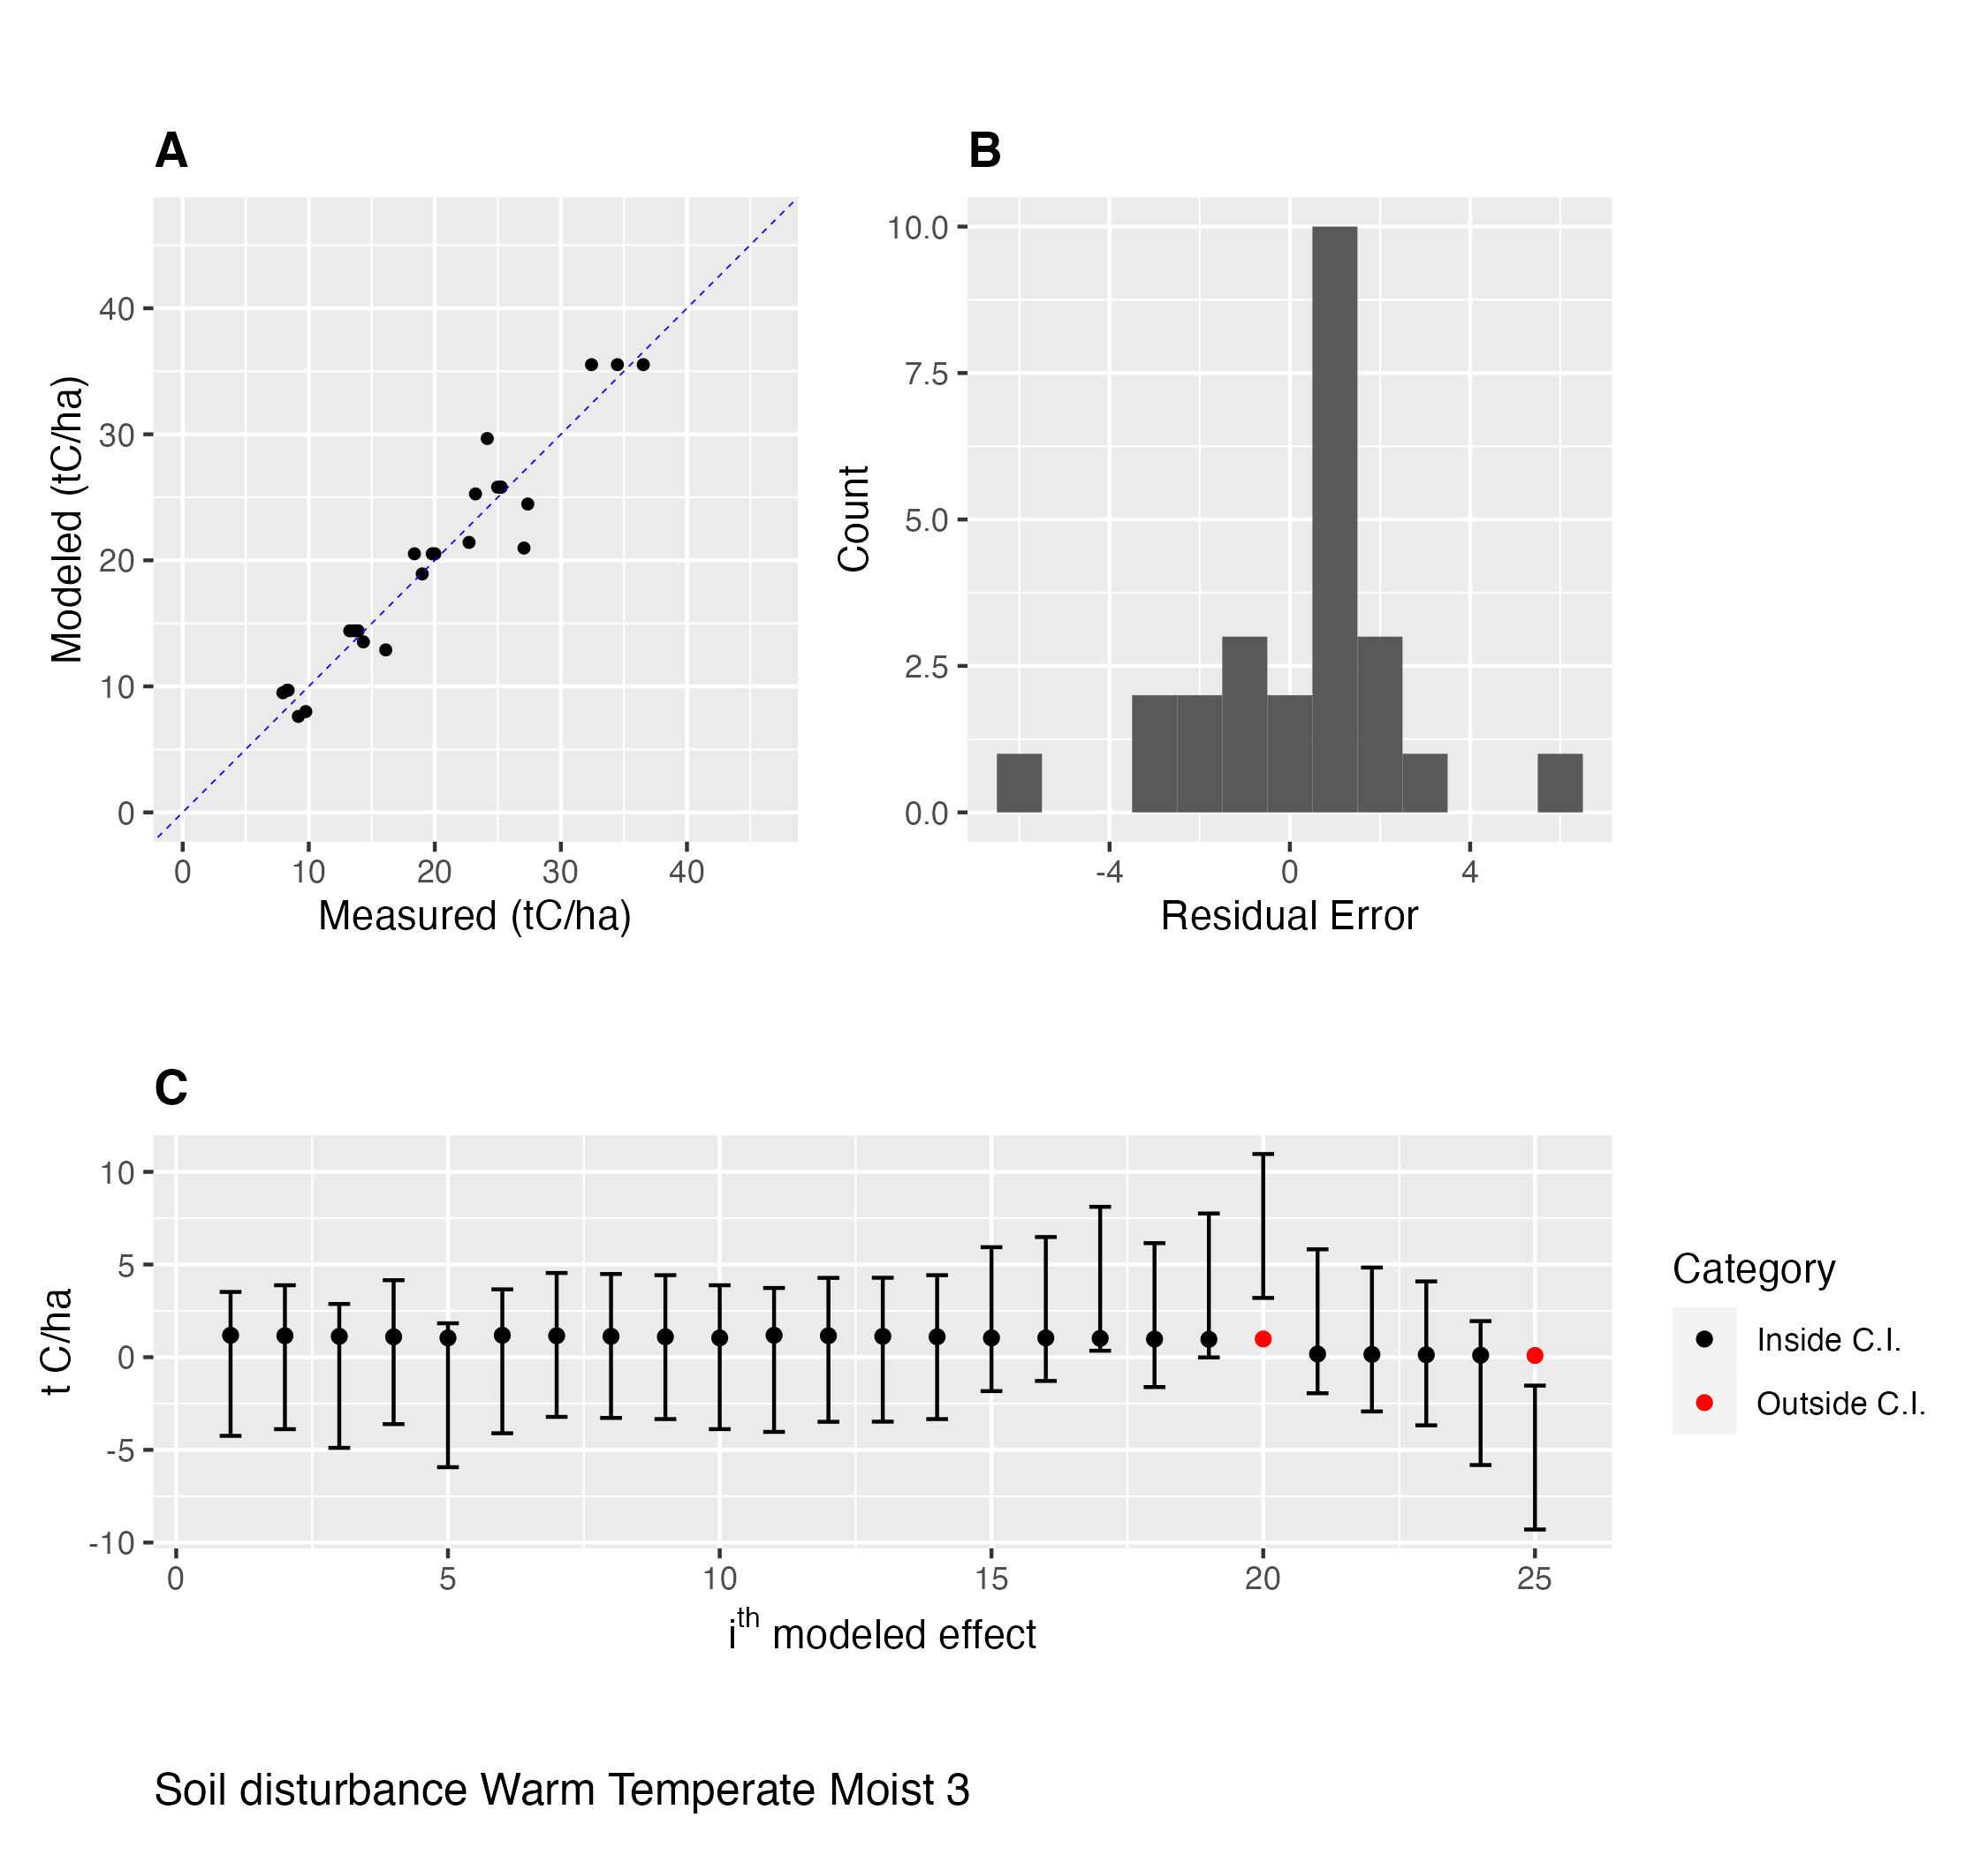 A
B
40
30
20
10
0
0
10
20
30
40
Modeled (tC/ha)
Measured (tC/ha)
10.0
7.5
5.0
2.5
0.0
-4
0
4
Count
Residual Error
C
10
5
0
-5
-10
0
5
10
15
20
25
t C/ha
ith modeled effect
Category
Inside C.I.
Outside C.I.
Soil disturbance Warm Temperate Moist 3